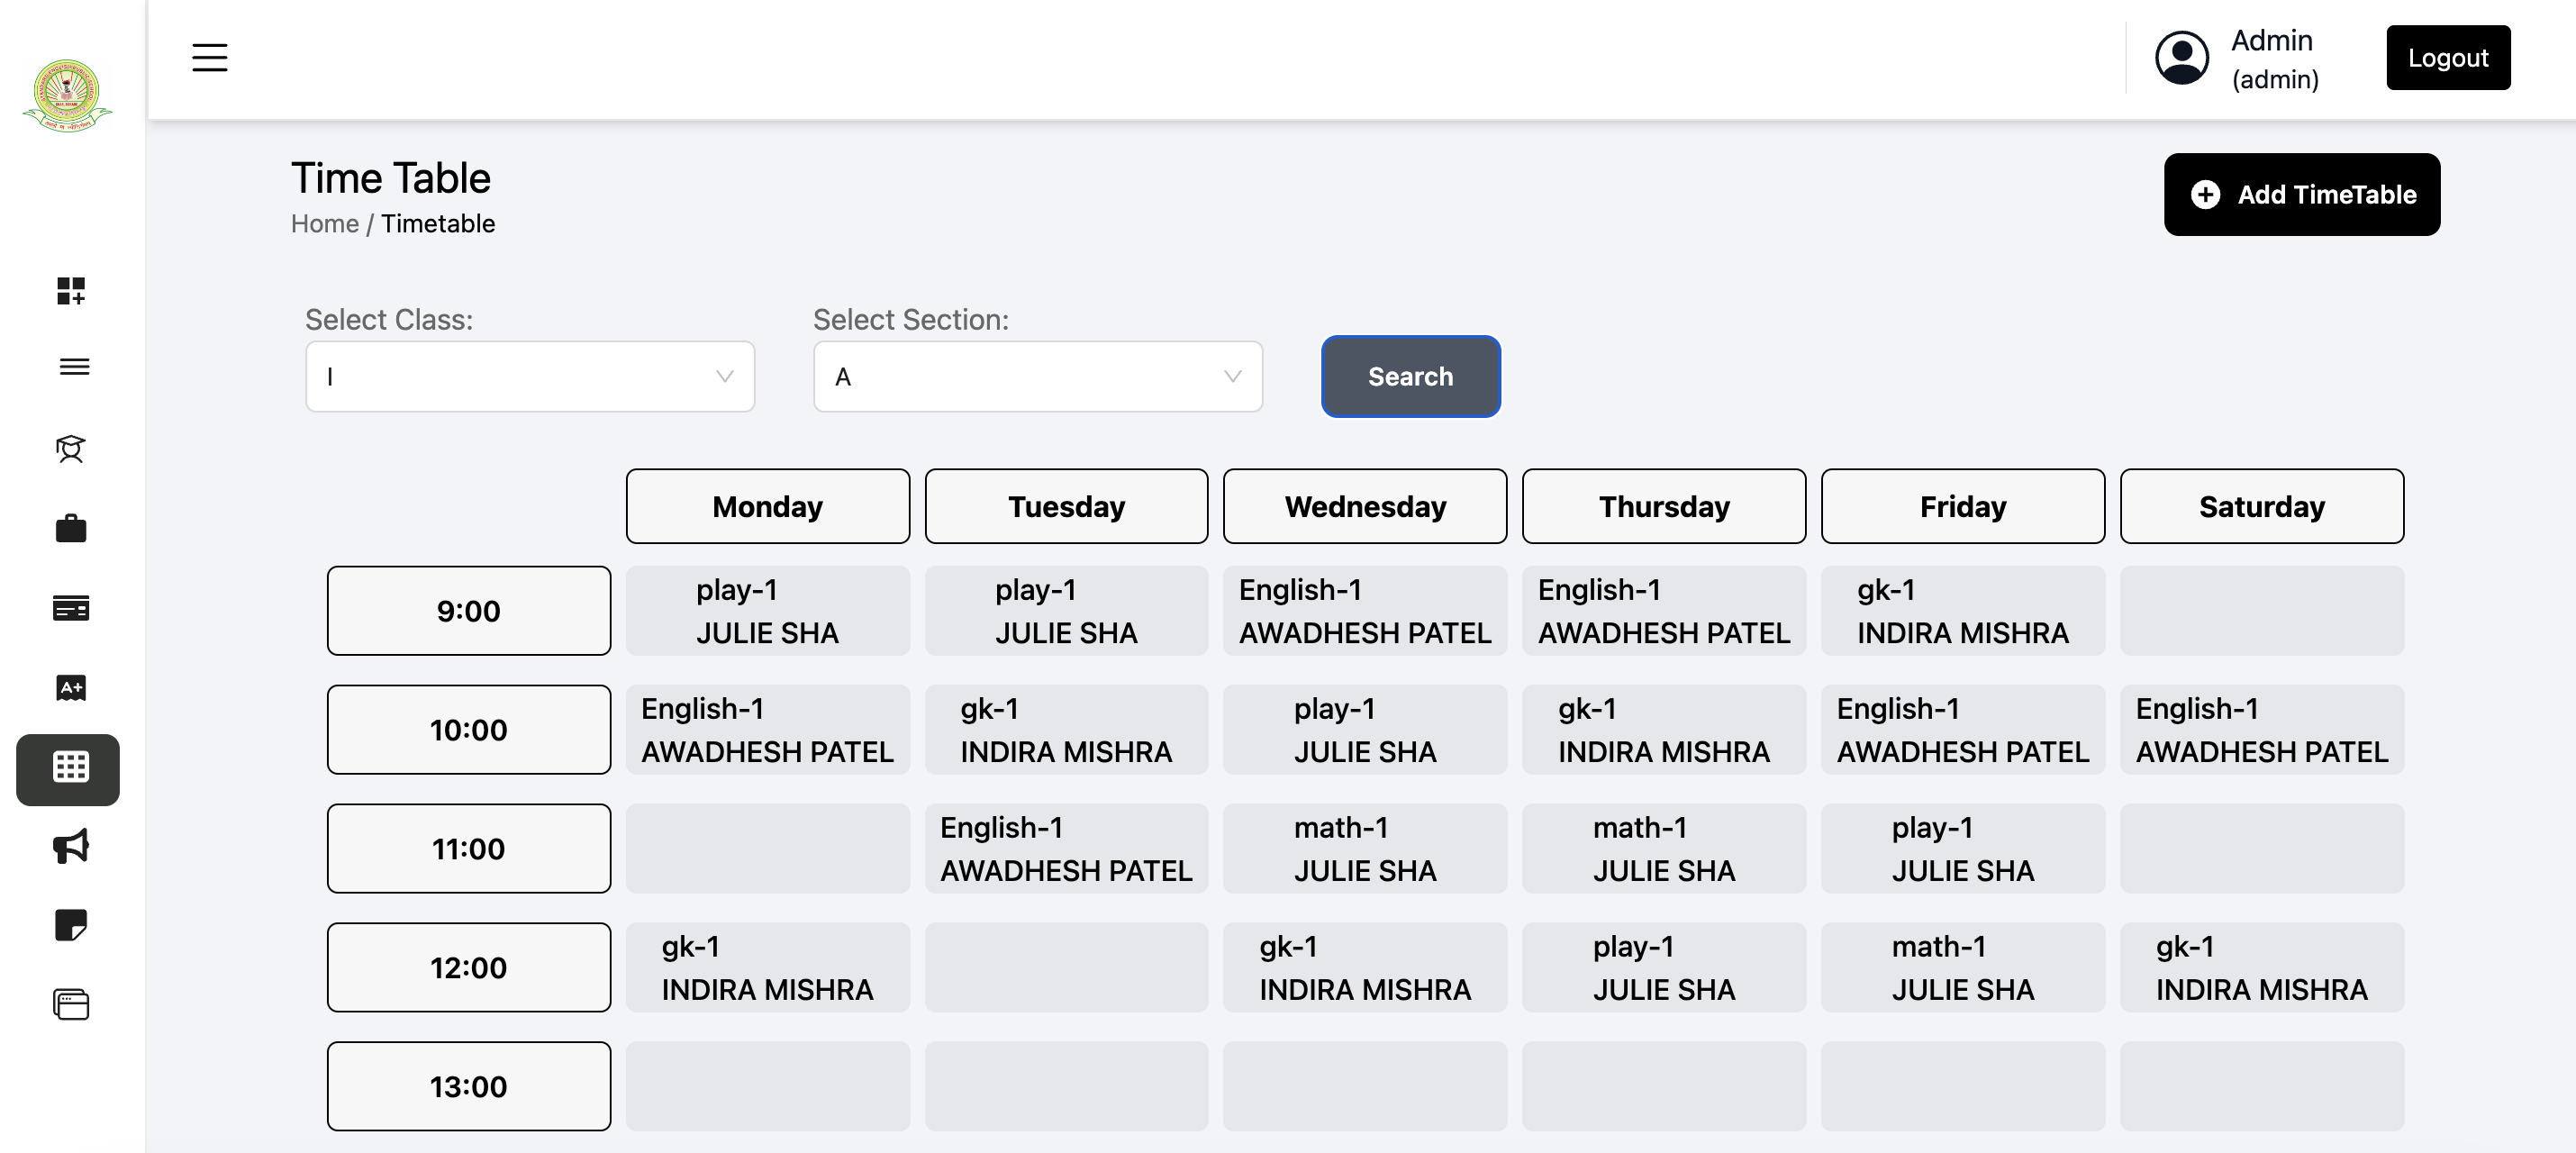 Admin
(admin)
Logout
Time Table
Home / Timetable
Add TimeTable
Select Class:
Select Section:
I
A
Search
Monday
Tuesday
Wednesday
Thursday
Friday
Saturday
9:00
play-1
JULIE SHA
play-1
JULIE SHA
English-1
AWADHESH PATEL
English-1
AWADHESH PATEL
gk-1
INDIRA MISHRA
10:00
English-1
AWADHESH PATEL
gk-1
INDIRA MISHRA
play-1
JULIE SHA
gk-1
INDIRA MISHRA
English-1
AWADHESH PATEL
English-1
AWADHESH PATEL
11:00
English-1
AWADHESH PATEL
math-1
JULIE SHA
math-1
JULIE SHA
play-1
JULIE SHA
12:00
gk-1
INDIRA MISHRA
gk-1
INDIRA MISHRA
play-1
JULIE SHA
math-1
JULIE SHA
gk-1
INDIRA MISHRA
13:00
A+